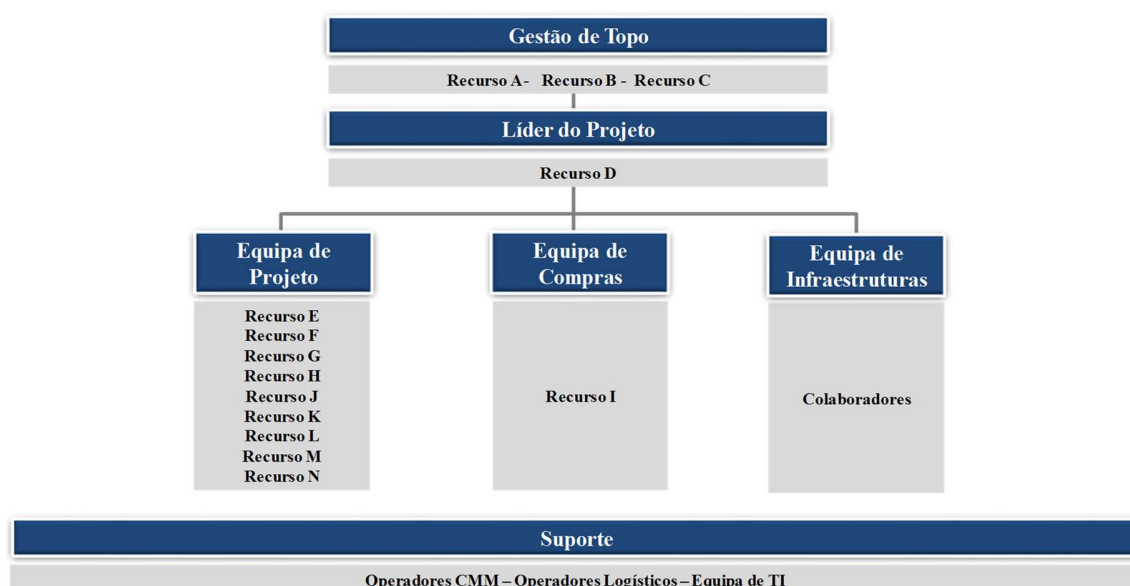 Gestão de Topo
Recurso A - Recurso B - Recurso C
Líder do Projeto
Recurso D
Equipa de
Projeto
Recurso E
Recurso F
Recurso G
Recurso H
Recurso J
Recurso K
Recurso L
Recurso M
Recurso N
Equipa de
Compras
Recurso I
Equipa de
Infraestruturas
Colaboradores
Suporte
Operadores CMM – Operadores Logísticos – Equipa de TI